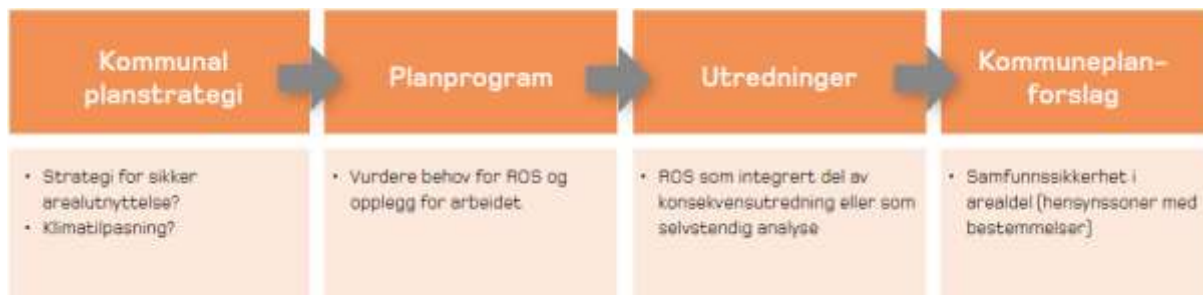 Kommunal
planstrategi
Planprogram
Utredninger
Kommuneplan-
forslag
• Strategi for sikker
arealutnyttelse?
• Klimatilpasning?
• Vurdere behov for ROS og
opplegg for arbeidet
• ROS som integrert del av
konsekvensutredning eller som
selvstendig analyse
• Samfunnssikkerhet i
arealdel (hensynssoner med
bestemmelser)